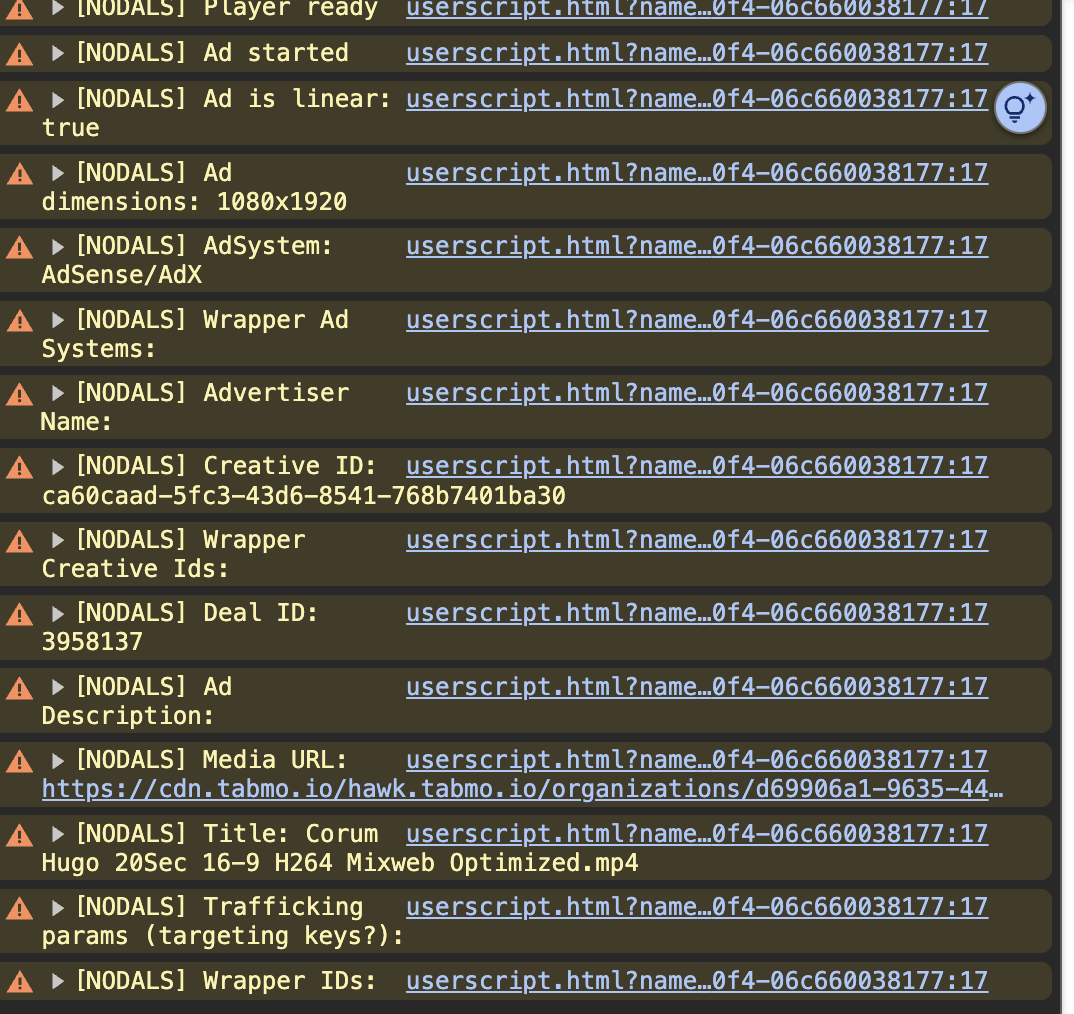 [NODALS] Player ready userscript.html?name…0f4-06c660038177:17
[NODALS] Ad started userscript.html?name…0f4-06c660038177:17
[NODALS] Ad is linear: userscript.html?name…0f4-06c660038177:17
true
[NODALS] Ad userscript.html?name…0f4-06c660038177:17
dimensions: 1080x1920
[NODALS] AdSystem: userscript.html?name…0f4-06c660038177:17
AdSense/AdX
[NODALS] Wrapper Ad userscript.html?name…0f4-06c660038177:17
Systems:
[NODALS] Advertiser userscript.html?name…0f4-06c660038177:17
Name:
[NODALS] Creative ID: userscript.html?name…0f4-06c660038177:17
ca60caad-5fc3-43d6-8541-768b7401ba30
[NODALS] Wrapper userscript.html?name…0f4-06c660038177:17
Creative Ids:
[NODALS] Deal ID: userscript.html?name…0f4-06c660038177:17
3958137
[NODALS] Ad userscript.html?name…0f4-06c660038177:17
Description:
[NODALS] Media URL: userscript.html?name…0f4-06c660038177:17
https://cdn.tabmo.io/hawk.tabmo.io/organizations/d69906a1-9635-44…
[NODALS] Title: Corum userscript.html?name…0f4-06c660038177:17
Hugo 20Sec 16-9 H264 Mixweb Optimized.mp4
[NODALS] Trafficking userscript.html?name…0f4-06c660038177:17
params (targeting keys?):
[NODALS] Wrapper IDs: userscript.html?name…0f4-06c660038177:17